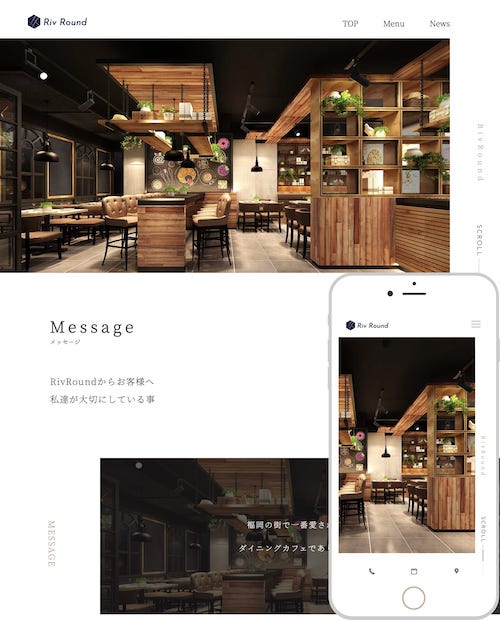 Riv Round
TOP
Menu
News
RivRound
SCROLL
Message
メッセージ
RivRoundからお客様へ
私達が大切にしている事
MESSAGE
福岡の街で一番愛さ
ダイニングカフェであ
Riv Round
RivRound
SCROLL